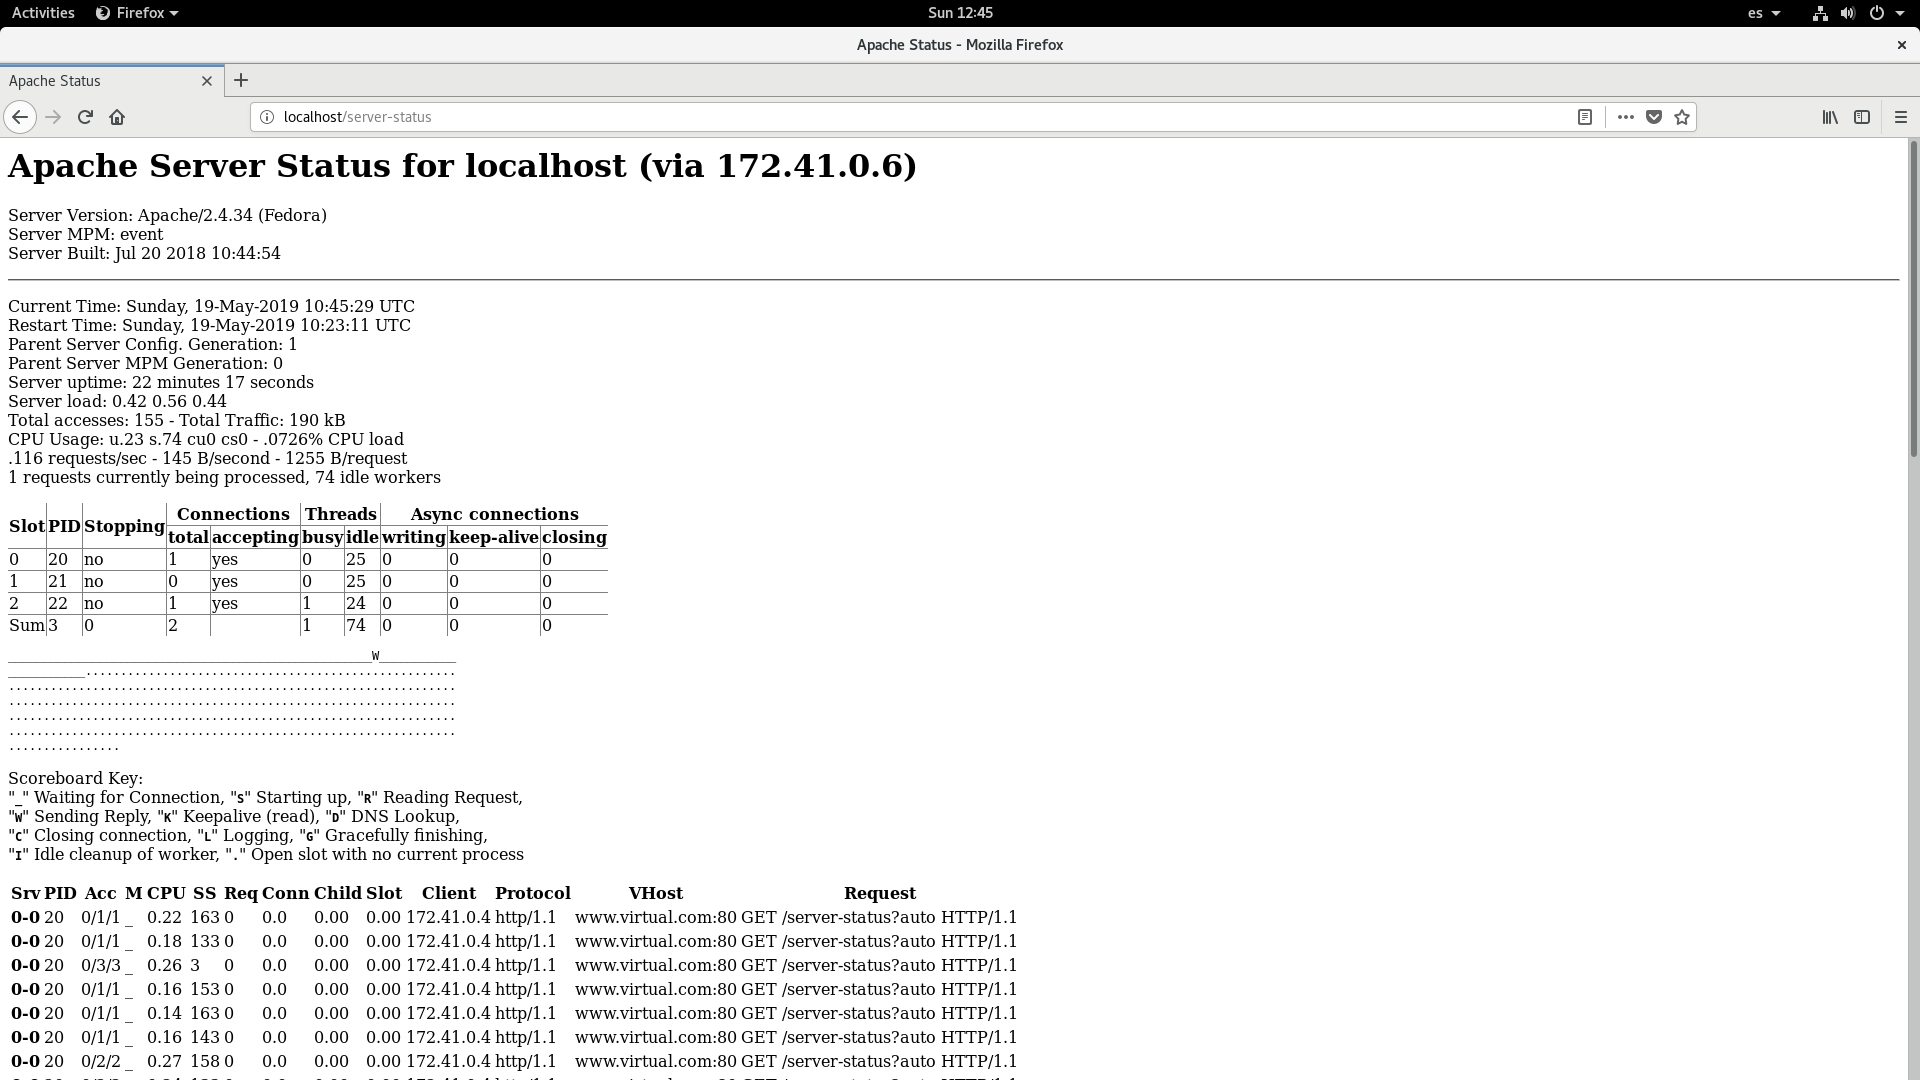 Activities Firefox Sun 12:45 es
Apache Status - Mozilla Firefox
Apache Status
localhost/server-status
Apache Server Status for localhost (via 172.41.0.6)
Server Version: Apache/2.4.34 (Fedora)
Server MPM: event
Server Built: Jul 20 2018 10:44:54
Current Time: Sunday, 19-May-2019 10:45:29 UTC
Restart Time: Sunday, 19-May-2019 10:23:11 UTC
Parent Server Config. Generation: 1
Parent Server MPM Generation: 0
Server uptime: 22 minutes 17 seconds
Server load: 0.42 0.56 0.44
Total accesses: 155 - Total Traffic: 190 kB
CPU Usage: u.23 s.74 cu0 cs0 - .0726% CPU load
.116 requests/sec - 145 B/second - 1255 B/request
1 requests currently being processed, 74 idle workers
Slot PID Stopping Connections Threads Async connections
total accepting busy idle writing keep-alive closing
0 20 no 1 yes 0 25 0 0 0
1 21 no 0 yes 0 25 0 0 0
2 22 no 1 yes 1 24 0 0 0
Sum 3 0 2 1 74 0 0 0
____________________________________________________W___________
___________.....................................................
................................................................
................................................................
................................................................
................................................................
................
Scoreboard Key:
"_" Waiting for Connection, "S" Starting up, "R" Reading Request,
"W" Sending Reply, "K" Keepalive (read), "D" DNS Lookup,
"C" Closing connection, "L" Logging, "G" Gracefully finishing,
"I" Idle cleanup of worker, "." Open slot with no current process
Srv PID Acc M CPU SS Req Conn Child Slot Client Protocol VHost Request
0-0 20 0/1/1 _ 0.22 163 0 0.0 0.00 0.00 172.41.0.4 http/1.1 www.virtual.com:80 GET /server-status?auto HTTP/1.1
0-0 20 0/1/1 _ 0.18 133 0 0.0 0.00 0.00 172.41.0.4 http/1.1 www.virtual.com:80 GET /server-status?auto HTTP/1.1
0-0 20 0/3/3 _ 0.26 3 0 0.0 0.00 0.00 172.41.0.4 http/1.1 www.virtual.com:80 GET /server-status?auto HTTP/1.1
0-0 20 0/1/1 _ 0.16 153 0 0.0 0.00 0.00 172.41.0.4 http/1.1 www.virtual.com:80 GET /server-status?auto HTTP/1.1
0-0 20 0/1/1 _ 0.14 163 0 0.0 0.00 0.00 172.41.0.4 http/1.1 www.virtual.com:80 GET /server-status?auto HTTP/1.1
0-0 20 0/1/1 _ 0.16 143 0 0.0 0.00 0.00 172.41.0.4 http/1.1 www.virtual.com:80 GET /server-status?auto HTTP/1.1
0-0 20 0/2/2 _ 0.27 158 0 0.0 0.00 0.00 172.41.0.4 http/1.1 www.virtual.com:80 GET /server-status?auto HTTP/1.1